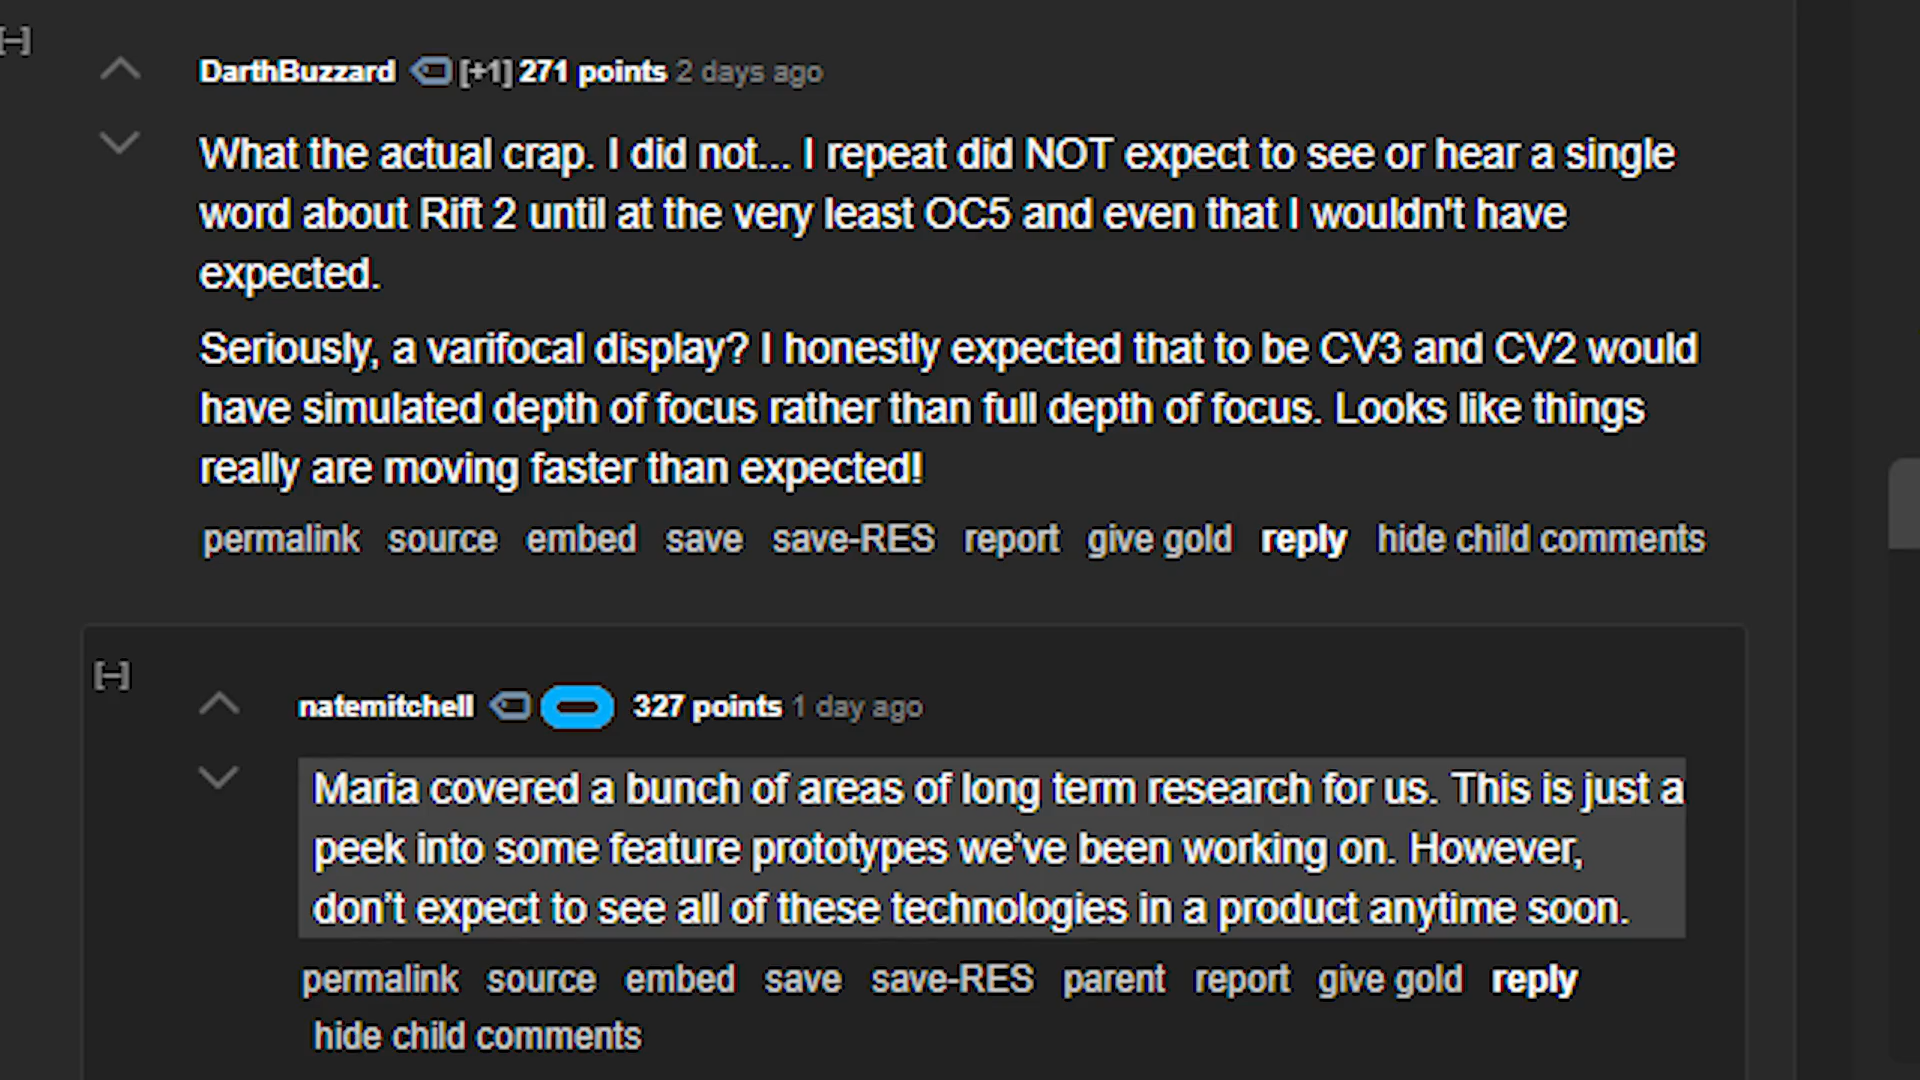 [-]
DarthBuzzard [+1] 271 points 2 days ago
What the actual crap. I did not... I repeat did NOT expect to see or hear a single
word about Rift 2 until at the very least OC5 and even that I wouldn't have
expected.
Seriously, a varifocal display? I honestly expected that to be CV3 and CV2 would
have simulated depth of focus rather than full depth of focus. Looks like things
really are moving faster than expected!
permalink source embed save save-RES report give gold reply hide child comments
[-]
natemitchell 327 points 1 day ago
Maria covered a bunch of areas of long term research for us. This is just a
peek into some feature prototypes we’ve been working on. However,
don’t expect to see all of these technologies in a product anytime soon.
permalink source embed save save-RES parent report give gold reply
hide child comments